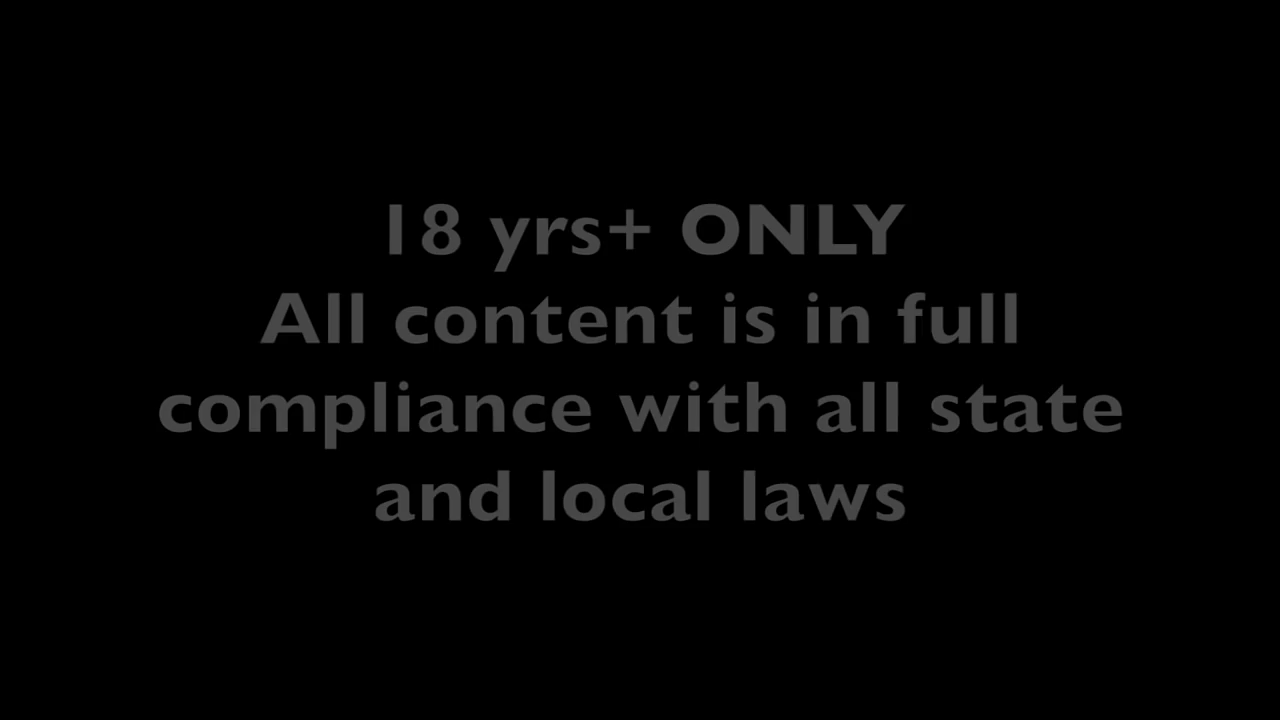 18 yrs+ ONLY
All content is in full
compliance with all state
and local laws